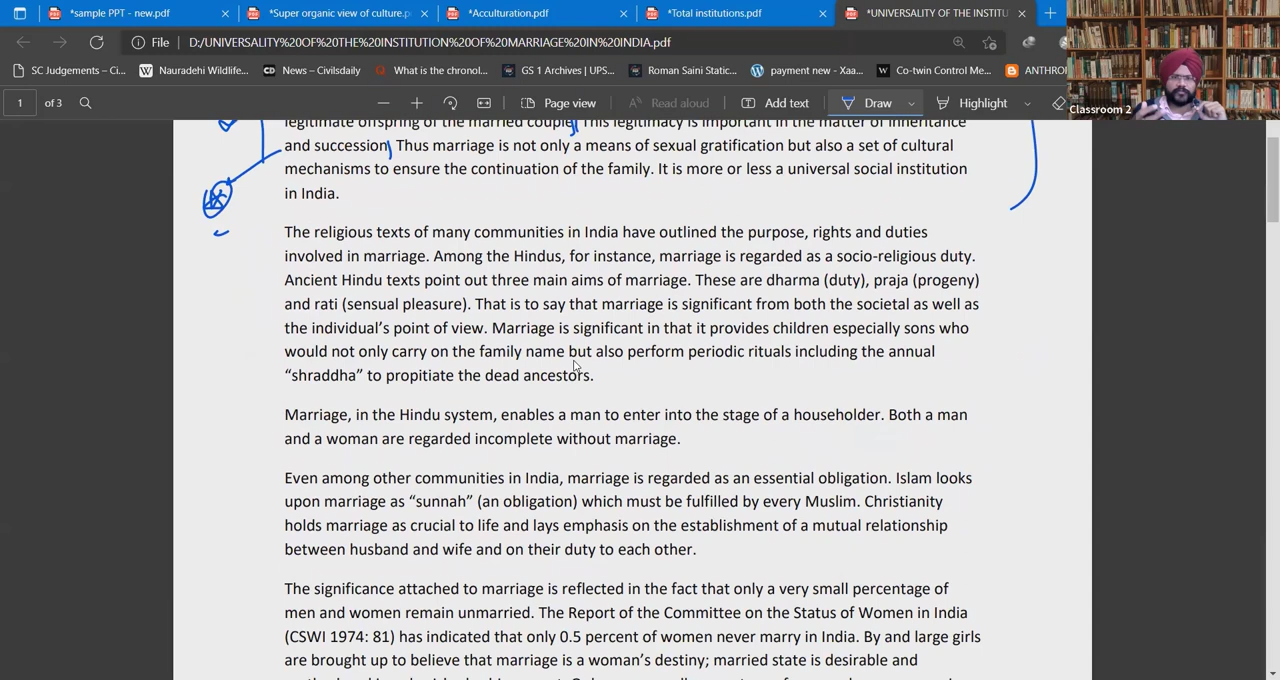 *sample PPT - new.pdf
*Super organic view of culture.p
*Acculturation.pdf
*Total institutions.pdf
*UNIVERSALITY OF THE INSTITU
File
D:/UNIVERSALITY%20OF%20THE%20INSTITUTION%20OF%20MARRIAGE%20IN%20INDIA.pdf
SC Judgements – Ci...
Nauradehi Wildlife...
News – Civilsdaily
What is the chronol...
GS 1 Archives | UPS...
Roman Saini Static...
payment new - Xaa...
Co-twin Control Me...
ANTHRO
Classroom 2
1 of 3
Page view
Read aloud
Add text
Draw
Highlight
legitimate offspring of the married couple. This legitimacy is important in the matter of inheritance
and succession. Thus marriage is not only a means of sexual gratification but also a set of cultural
mechanisms to ensure the continuation of the family. It is more or less a universal social institution
in India.
The religious texts of many communities in India have outlined the purpose, rights and duties
involved in marriage. Among the Hindus, for instance, marriage is regarded as a socio-religious duty.
Ancient Hindu texts point out three main aims of marriage. These are dharma (duty), praja (progeny)
and rati (sensual pleasure). That is to say that marriage is significant from both the societal as well as
the individual's point of view. Marriage is significant in that it provides children especially sons who
would not only carry on the family name but also perform periodic rituals including the annual
“shraddha” to propitiate the dead ancestors.
Marriage, in the Hindu system, enables a man to enter into the stage of a householder. Both a man
and a woman are regarded incomplete without marriage.
Even among other communities in India, marriage is regarded as an essential obligation. Islam looks
upon marriage as “sunnah” (an obligation) which must be fulfilled by every Muslim. Christianity
holds marriage as crucial to life and lays emphasis on the establishment of a mutual relationship
between husband and wife and on their duty to each other.
The significance attached to marriage is reflected in the fact that only a very small percentage of
men and women remain unmarried. The Report of the Committee on the Status of Women in India
(CSWI 1974: 81) has indicated that only 0.5 percent of women never marry in India. By and large girls
are brought up to believe that marriage is a woman's destiny; married state is desirable and